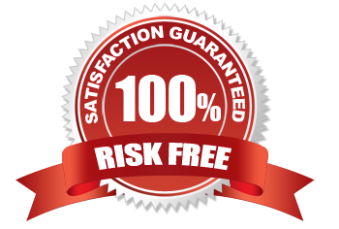 SATISFACTION GUARANTEED
100%
RISK FREE